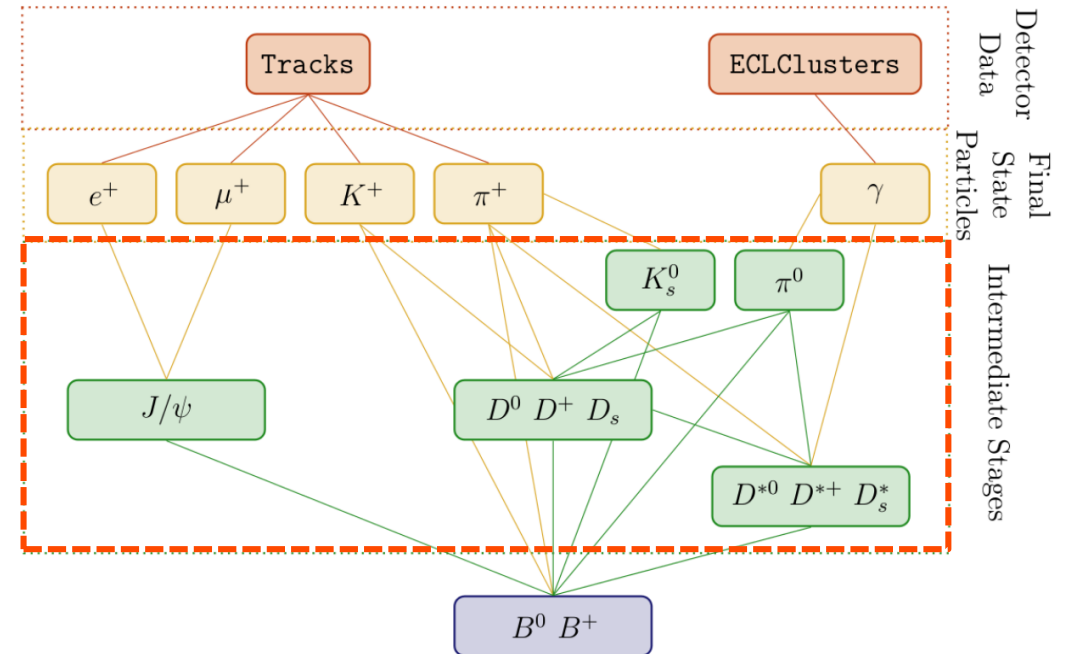 Tracks
ECLClusters
Detector
Data
e⁺
μ⁺
K⁺
π⁺
γ
Final
State
Particles
K⁰ₛ
π⁰
J/ψ
D⁰ D⁺ Dₛ
D*⁰ D*⁺ D*ₛ
Intermediate Stages
B⁰ B⁺